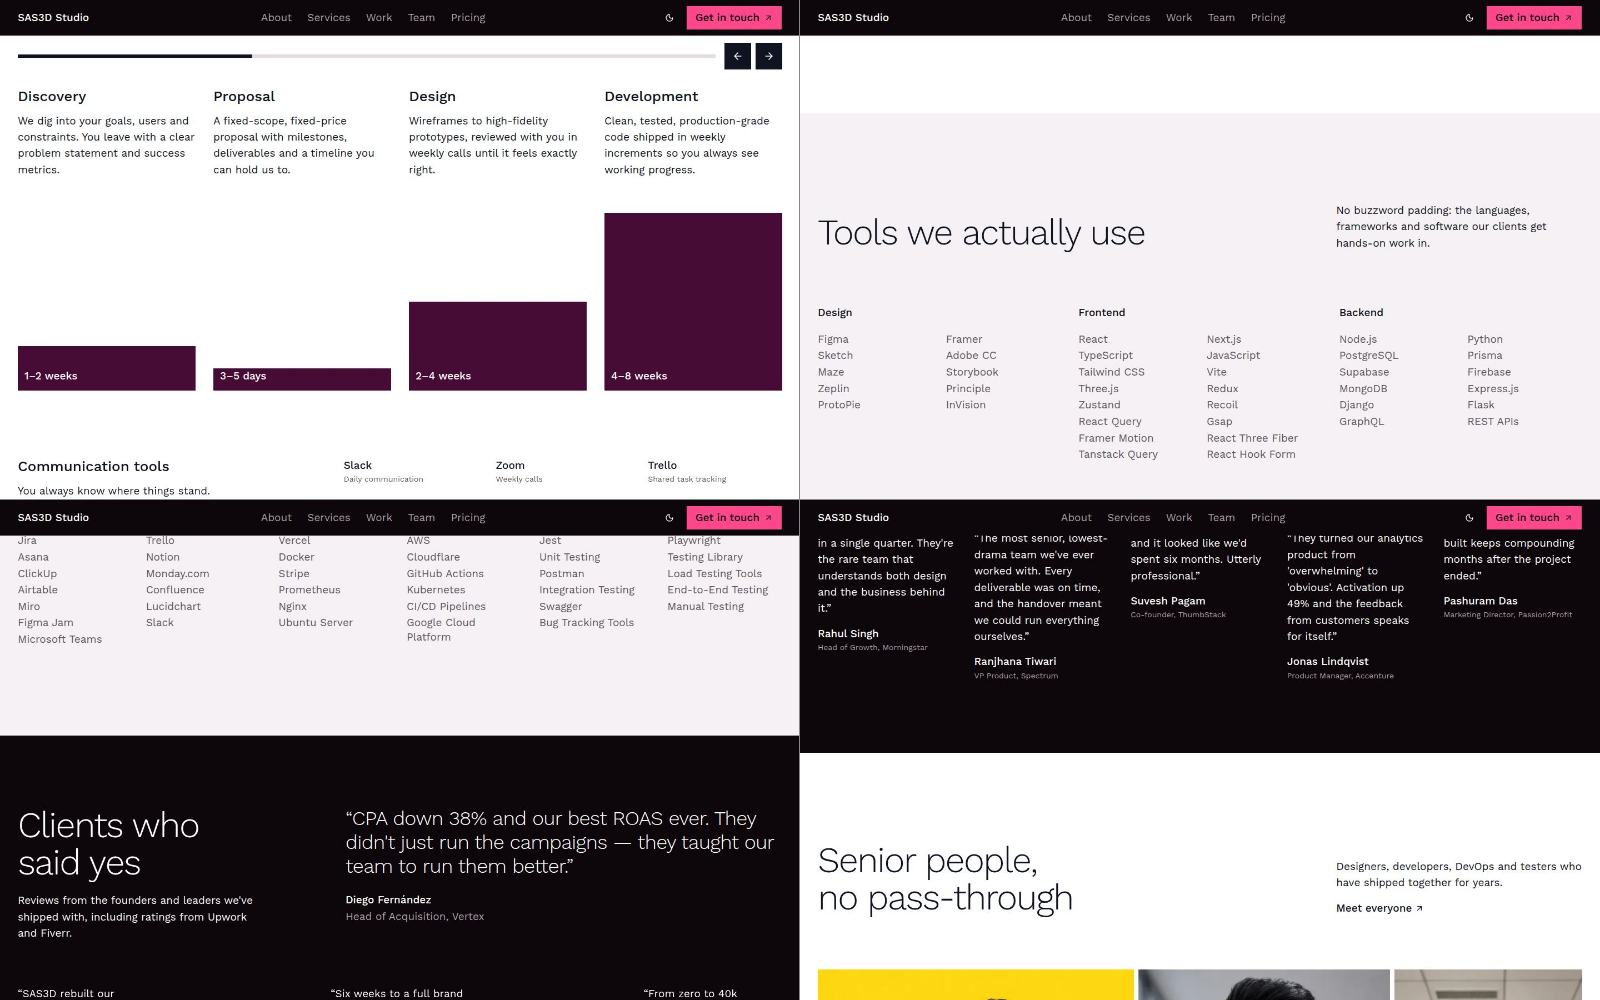 SAS3D Studio
About Services Work Team Pricing
Get in touch
Discovery
We dig into your goals, users and
constraints. You leave with a clear
problem statement and success
metrics.
Proposal
A fixed-scope, fixed-price
proposal with milestones,
deliverables and a timeline you
can hold us to.
Design
Wireframes to high-fidelity
prototypes, reviewed with you in
weekly calls until it feels exactly
right.
Development
Clean, tested, production-grade
code shipped in weekly
increments so you always see
working progress.
1–2 weeks
3–5 days
2–4 weeks
4–8 weeks
Communication tools
You always know where things stand.
Slack
Daily communication
Zoom
Weekly calls
Trello
Shared task tracking
SAS3D Studio
About Services Work Team Pricing
Get in touch
Tools we actually use
No buzzword padding: the languages,
frameworks and software our clients get
hands-on work in.
Design
Figma
Sketch
Maze
Zeplin
ProtoPie
Framer
Adobe CC
Storybook
Principle
InVision
Frontend
React
TypeScript
Tailwind CSS
Three.js
Zustand
React Query
Framer Motion
Tanstack Query
Next.js
JavaScript
Vite
Redux
Recoil
Gsap
React Three Fiber
React Hook Form
Backend
Node.js
PostgreSQL
Supabase
MongoDB
Django
GraphQL
Python
Prisma
Firebase
Express.js
Flask
REST APIs
SAS3D Studio
About Services Work Team Pricing
Get in touch
Jira
Asana
ClickUp
Airtable
Miro
Figma Jam
Microsoft Teams
Trello
Notion
Monday.com
Confluence
Lucidchart
Slack
Vercel
Docker
Stripe
Prometheus
Nginx
Ubuntu Server
AWS
Cloudflare
GitHub Actions
Kubernetes
CI/CD Pipelines
Google Cloud
Platform
Jest
Unit Testing
Postman
Integration Testing
Swagger
Bug Tracking Tools
Playwright
Testing Library
Load Testing Tools
End-to-End Testing
Manual Testing
Clients who
said yes
Reviews from the founders and leaders we've
shipped with, including ratings from Upwork
and Fiverr.
“CPA down 38% and our best ROAS ever. They
didn't just run the campaigns — they taught our
team to run them better.”
Diego Fernández
Head of Acquisition, Vertex
“SAS3D rebuilt our
“Six weeks to a full brand
“From zero to 40k
SAS3D Studio
About Services Work Team Pricing
Get in touch
in a single quarter. They're
the rare team that
understands both design
and the business behind
it.”
Rahul Singh
Head of Growth, Morningstar
“The most senior, lowest-
drama team we've ever
worked with. Every
deliverable was on time,
and the handover meant
we could run everything
ourselves.”
Ranjhana Tiwari
VP Product, Spectrum
and it looked like we'd
spent six months. Utterly
professional.”
Suvesh Pagam
Co-founder, ThumbStack
“They turned our analytics
product from
'overwhelming' to
'obvious'. Activation up
49% and the feedback
from customers speaks
for itself.”
Jonas Lindqvist
Product Manager, Accenture
built keeps compounding
months after the project
ended.”
Pashuram Das
Marketing Director, Passion2Profit
Senior people,
no pass-through
Designers, developers, DevOps and testers who
have shipped together for years.
Meet everyone